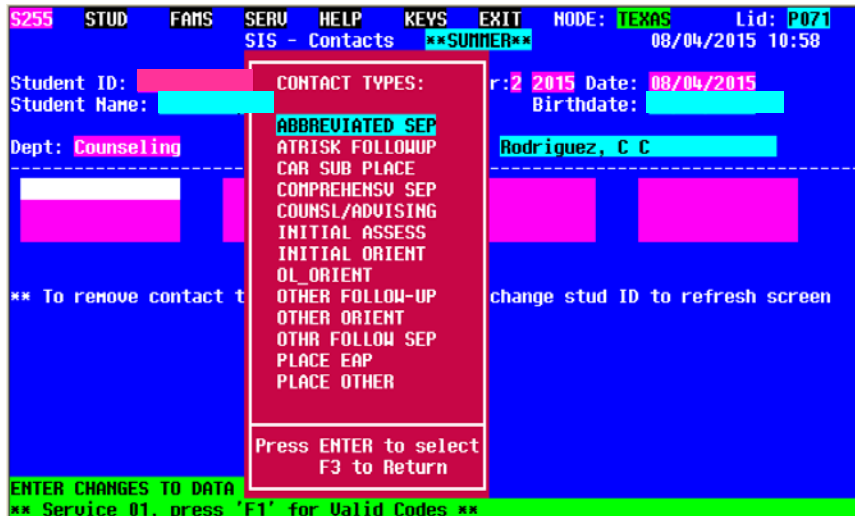 S255 STUD FAMS SERV HELP KEYS EXIT NODE: TEXAS Lid: P071
SIS - Contacts **SUMMER** 08/04/2015 10:58
Student ID: r:2 2015 Date: 08/04/2015
Student Name: Birthdate:
Dept: Counseling Rodriguez, C C
CONTACT TYPES:
ABBREVIATED SEP
ATRISK FOLLOWUP
CAR SUB PLACE
COMPREHENSV SEP
COUNSL/ADVISING
INITIAL ASSESS
INITIAL ORIENT
OL_ORIENT
OTHER FOLLOW-UP
OTHER ORIENT
OTHR FOLLOW SEP
PLACE EAP
PLACE OTHER
** To remove contact t change stud ID to refresh screen
Press ENTER to select
F3 to Return
ENTER CHANGES TO DATA
** Service 01, press 'F1' for Valid Codes **